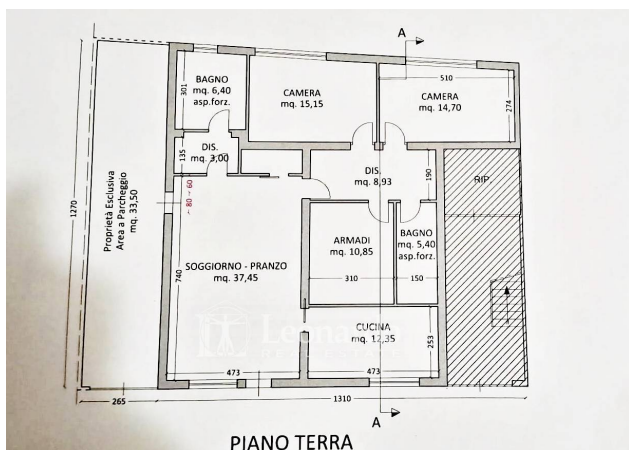 A
BAGNO
mq. 6,40
asp.forz.
301
CAMERA
mq. 15,15
510
CAMERA
mq. 14,70
274
DIS.
mq. 3,00
135
DIS.
mq. 8,93
190
RIP.
1270
Proprietà Esclusiva
Area a Parcheggio
mq. 33,50
~ 80 ~ 60
740
SOGGIORNO - PRANZO
mq. 37,45
ARMADI
mq. 10,85
310
BAGNO
mq. 5,40
asp.forz.
150
CUCINA
mq. 12,35
253
473
473
265
1310
A
PIANO TERRA